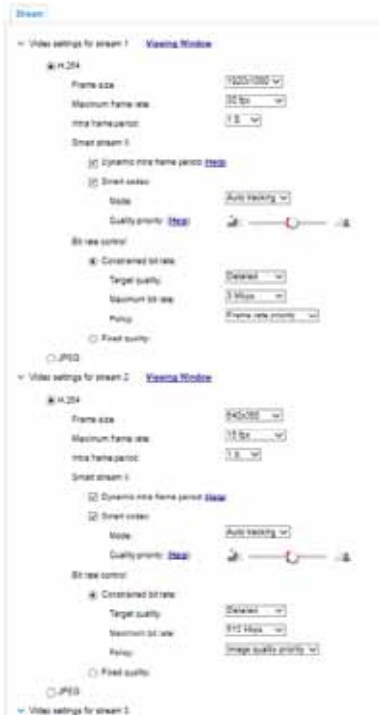 Stream
Video settings for stream 1 Viewing Window
H.264
Frame size 1920x1080
Maximum frame rate 30 fps
Intra frame period 1 S
Smart stream II
Dynamic intra frame period (Help)
Smart codec
Mode Auto tracking
Quality priority (Help)
Bit rate control
Constrained bit rate:
Target quality Detailed
Maximum bit rate
Policy Frame rate priority
Fixed quality:
JPEG
Video settings for stream 2 Viewing Window
H.264
Frame size 640x360
Maximum frame rate 15 fps
Intra frame period 1 S
Smart stream II
Dynamic intra frame period (Help)
Smart codec
Mode Auto tracking
Quality priority (Help)
Bit rate control
Constrained bit rate:
Target quality Detailed
Maximum bit rate 512
Policy Image quality priority
Fixed quality:
JPEG
Video settings for stream 3